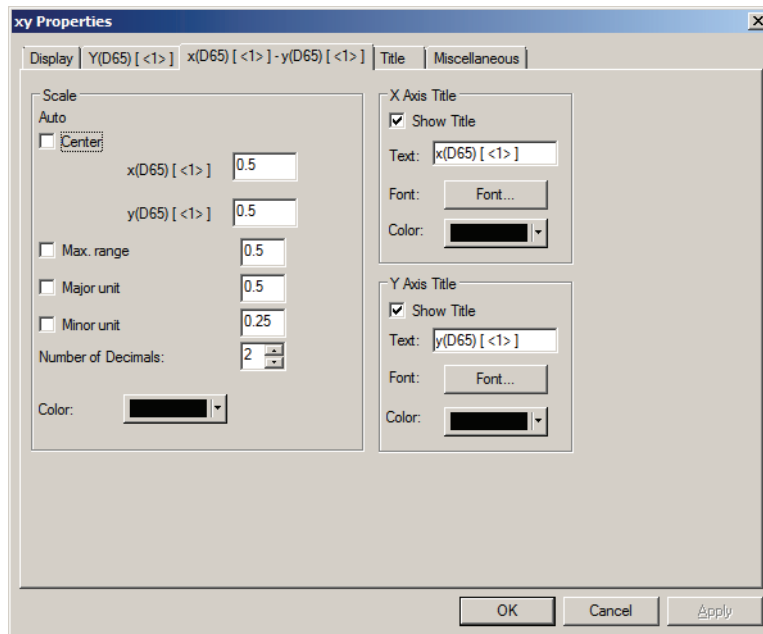 xy Properties
Display
Y(D65) [ <1> ]
x(D65) [ <1> ] - y(D65) [ <1> ]
Title
Miscellaneous
Scale
Auto
Center
x(D65) [ <1> ]
0.5
y(D65) [ <1> ]
0.5
Max. range
0.5
Major unit
0.5
Minor unit
0.25
Number of Decimals:
2
Color:
X Axis Title
Show Title
Text:
x(D65) [ <1> ]
Font:
Font...
Color:
Y Axis Title
Show Title
Text:
y(D65) [ <1> ]
Font:
Font...
Color:
OK
Cancel
Apply